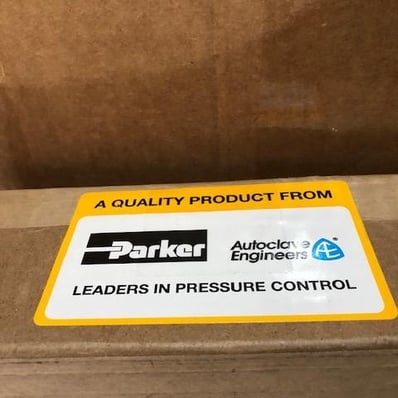 A QUALITY PRODUCT FROM
Parker
Autoclave
Engineers AE
LEADERS IN PRESSURE CONTROL